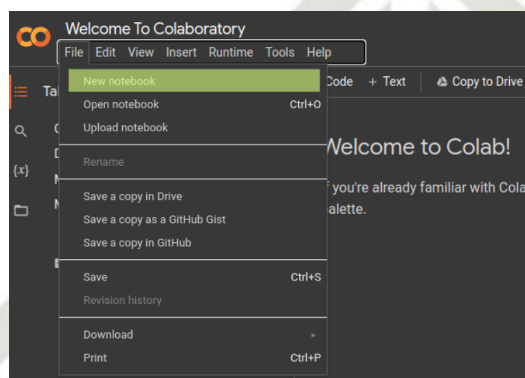 Welcome To Colaboratory
File Edit View Insert Runtime Tools Help
Code + Text Copy to Drive
New notebook
Open notebook Ctrl+O
Upload notebook
{x}
Rename
Welcome to Colab!
you're already familiar with Cola
alette.
Save a copy in Drive
Save a copy as a GitHub Gist
Save a copy in GitHub
Save Ctrl+S
Revision history
Download
Print Ctrl+P